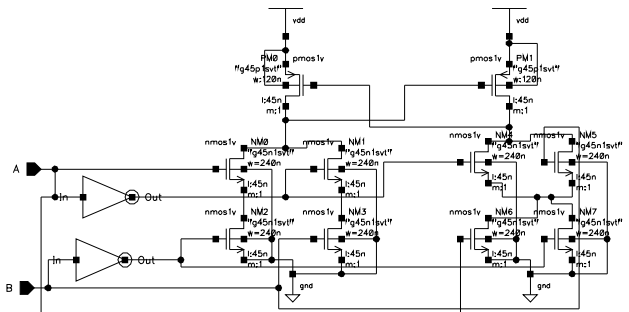 vdd
vdd
PM0
pmos1v
pmos1v
PM1
"g45p1svt"
"g45p1svt"
w:120n
w:120n
l:45n
m:1
l:45n
m:1
nmos1v
NM0
nmos1v
NM1
nmos1v
NM4
nmos1v
NM5
"g45n1svt"
"g45n1svt"
"g45n1svt"
"g45n1svt"
w=240n
w=240n
w=240n
w=240n
A
l:45n
m:1
l:45n
m:1
l:45n
m:1
l:45n
m:1
In
Out
nmos1v
NM2
nmos1v
NM3
nmos1v
NM6
nmos1v
NM7
"g45n1svt"
"g45n1svt"
"g45n1svt"
"g45n1svt"
w=240n
w=240n
w=240n
w=240n
In
Out
l:45n
m:1
l:45n
m:1
l:45n
m:1
l:45n
m:1
B
gnd
gnd